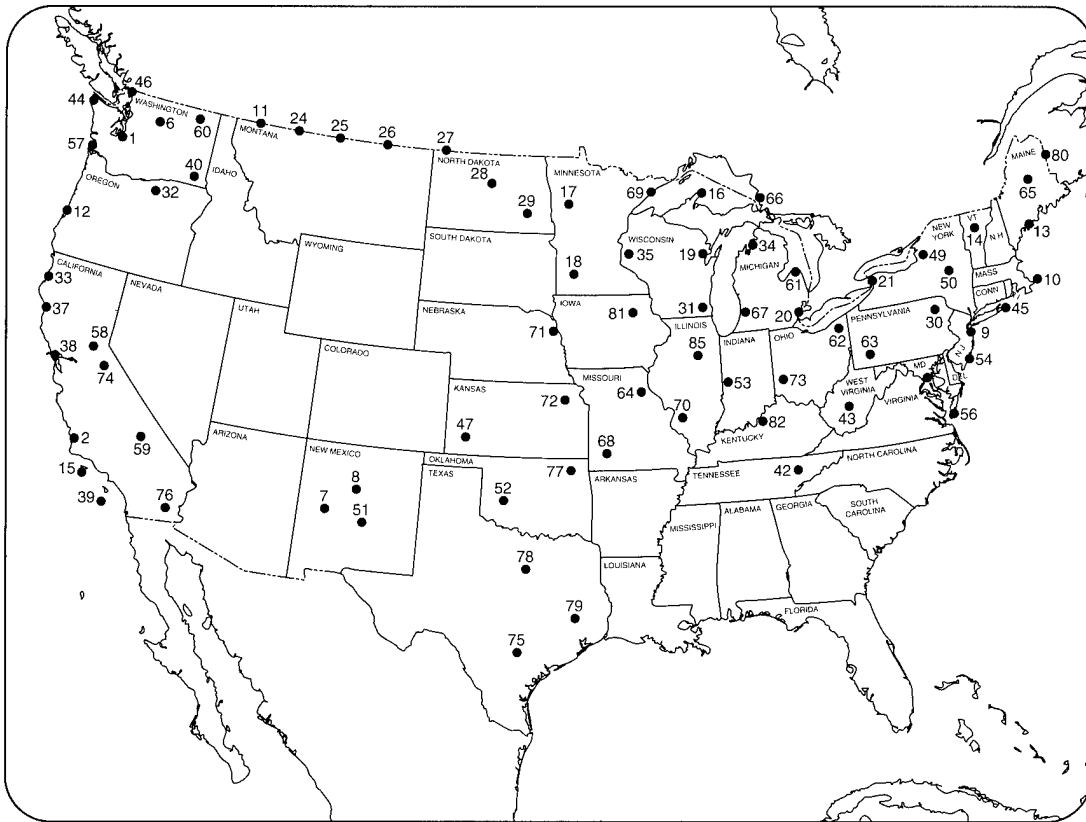 46
44
WASHINGTON
6
60
1
11
24
25
26
27
MONTANA
57
40
IDAHO
OREGON
32
12
NORTH DAKOTA
28
29
MINNESOTA
17
69
16
66
MAINE
80
65
13
VT
14
N.H
NEW
YORK
49
50
MASS
10
CONN
45
SOUTH DAKOTA
18
WISCONSIN
35
19
34
MICHIGAN
61
21
WYOMING
CALIFORNIA
33
37
NEVADA
UTAH
NEBRASKA
71
IOWA
81
31
67
20
62
PENNSYLVANIA
30
63
9
N.J
54
58
38
74
COLORADO
ILLINOIS
85
INDIANA
53
OHIO
73
MD
DEL
KANSAS
72
47
MISSOURI
64
70
68
WEST
VIRGINIA
43
VIRGINIA
56
82
KENTUCKY
2
59
15
39
76
ARIZONA
NEW MEXICO
8
7
51
OKLAHOMA
TEXAS
52
77
ARKANSAS
TENNESSEE
42
NORTH CAROLINA
SOUTH
CAROLINA
MISSISSIPPI
ALABAMA
GEORGIA
78
LOUISIANA
79
75
FLORIDA